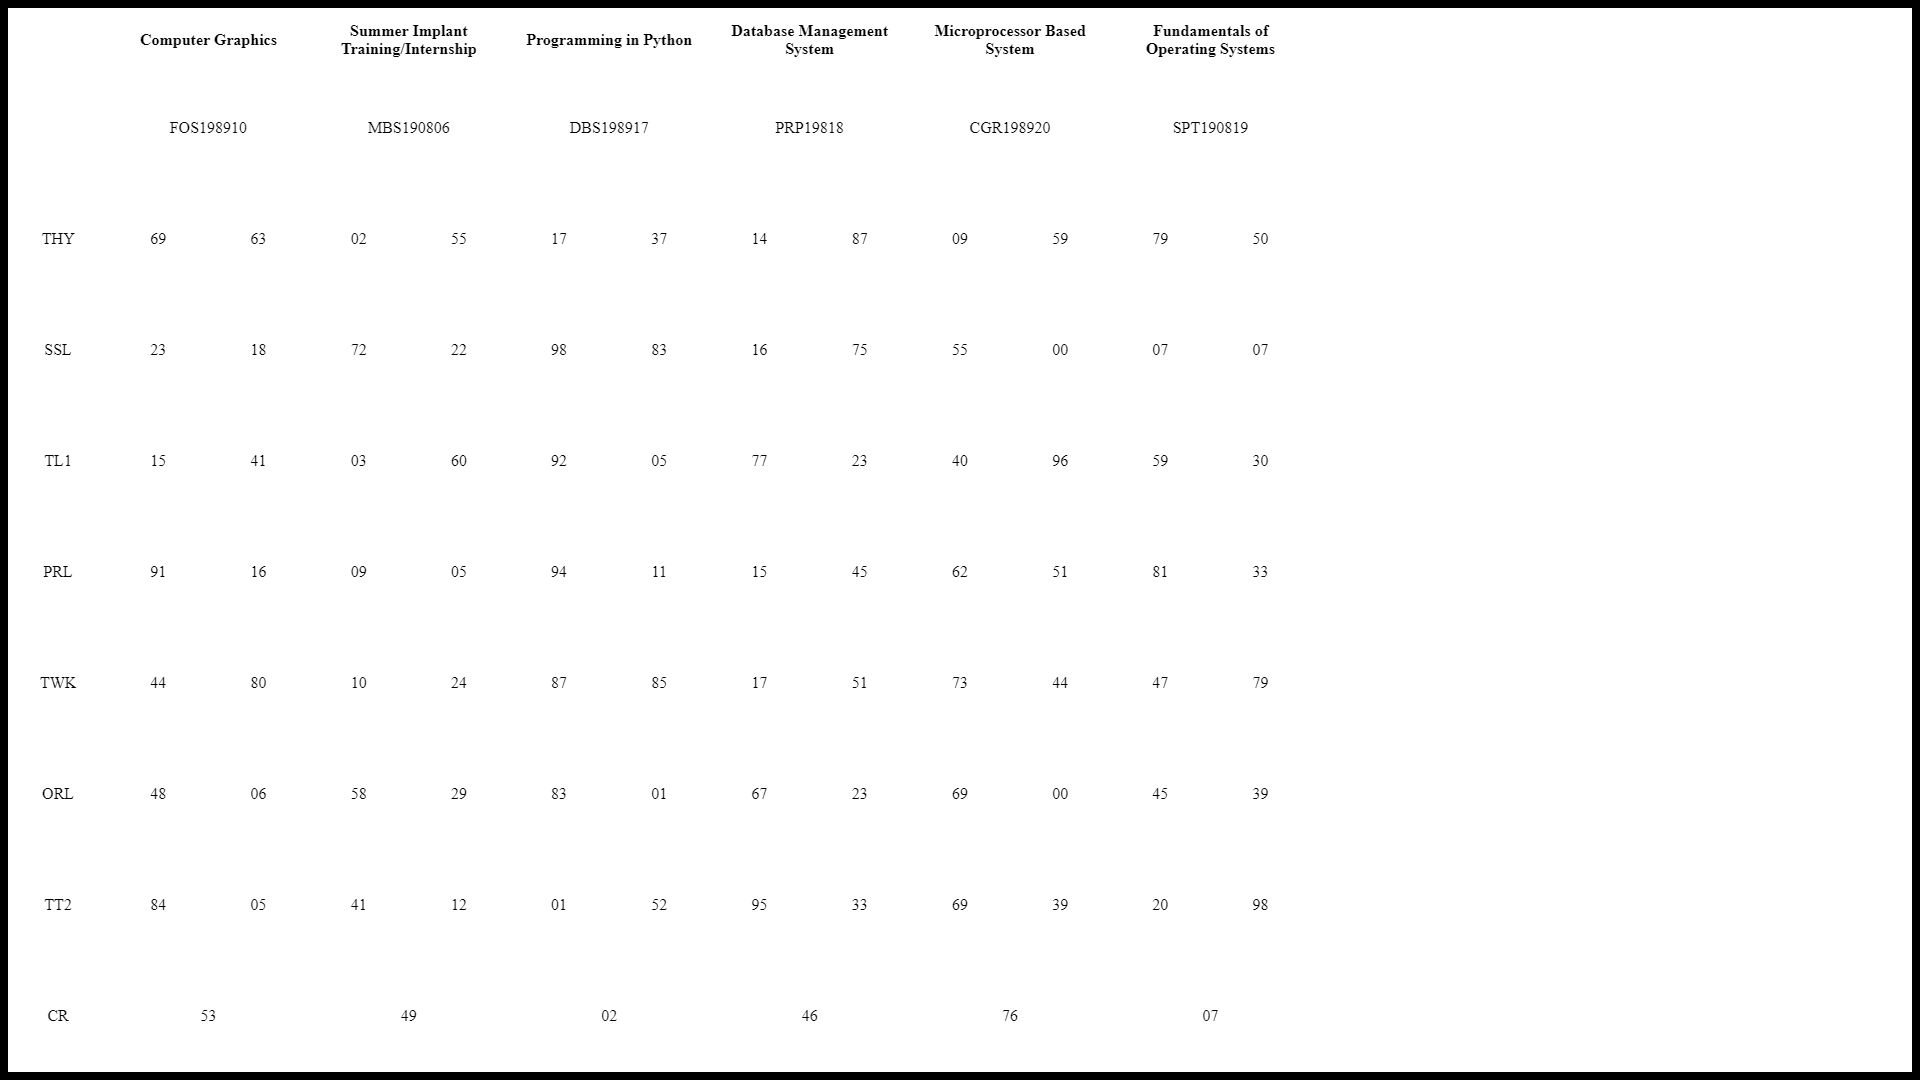 Computer Graphics Summer Implant Training/Internship Programming in Python Database Management System Microprocessor Based System Fundamentals of Operating Systems
FOS198910 MBS190806 DBS198917 PRP19818 CGR198920 SPT190819
THY 69 63 02 55 17 37 14 87 09 59 79 50
SSL 23 18 72 22 98 83 16 75 55 00 07 07
TL1 15 41 03 60 92 05 77 23 40 96 59 30
PRL 91 16 09 05 94 11 15 45 62 51 81 33
TWK 44 80 10 24 87 85 17 51 73 44 47 79
ORL 48 06 58 29 83 01 67 23 69 00 45 39
TT2 84 05 41 12 01 52 95 33 69 39 20 98
CR 53 49 02 46 76 07